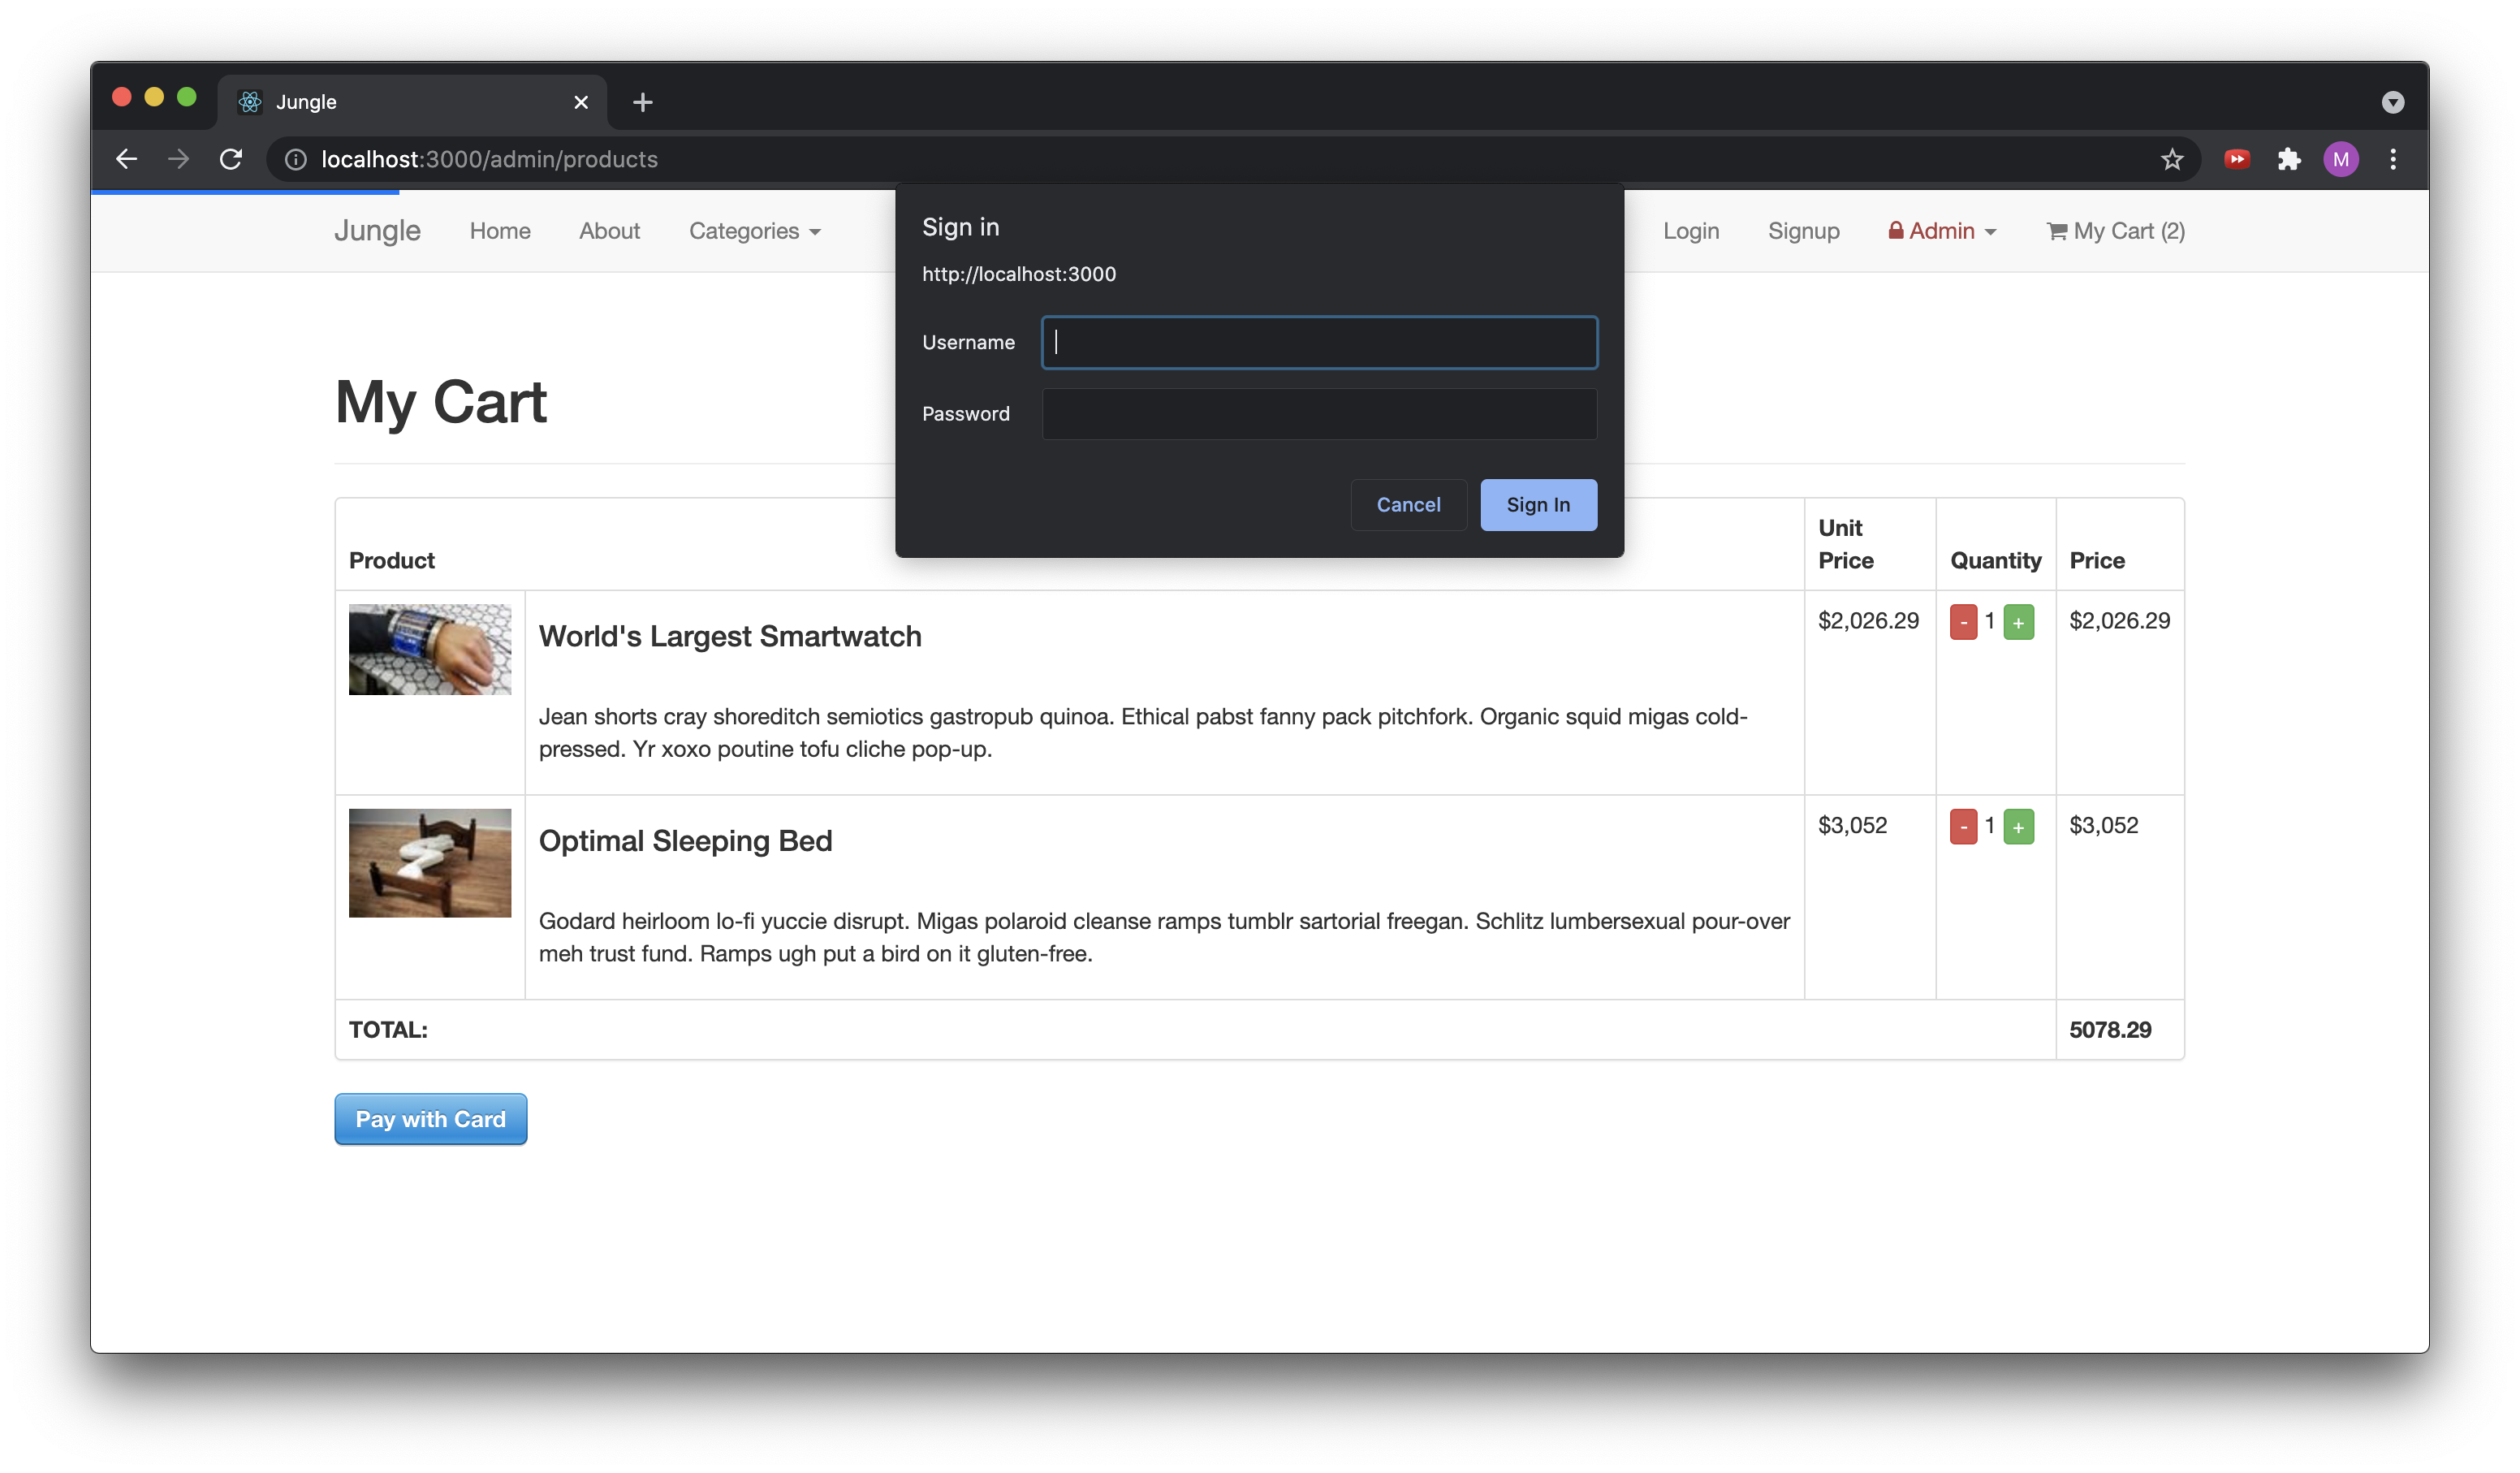 Jungle
localhost:3000/admin/products
M
Jungle Home About Categories
Login Signup Admin My Cart (2)
Sign in
http://localhost:3000
Username
Password
Cancel Sign In
My Cart
Product Unit Price Quantity Price
World's Largest Smartwatch $2,026.29 - 1 + $2,026.29
Jean shorts cray shoreditch semiotics gastropub quinoa. Ethical pabst fanny pack pitchfork. Organic squid migas cold-
pressed. Yr xoxo poutine tofu cliche pop-up.
Optimal Sleeping Bed $3,052 - 1 + $3,052
Godard heirloom lo-fi yuccie disrupt. Migas polaroid cleanse ramps tumblr sartorial freegan. Schlitz lumbersexual pour-over
meh trust fund. Ramps ugh put a bird on it gluten-free.
TOTAL: 5078.29
Pay with Card